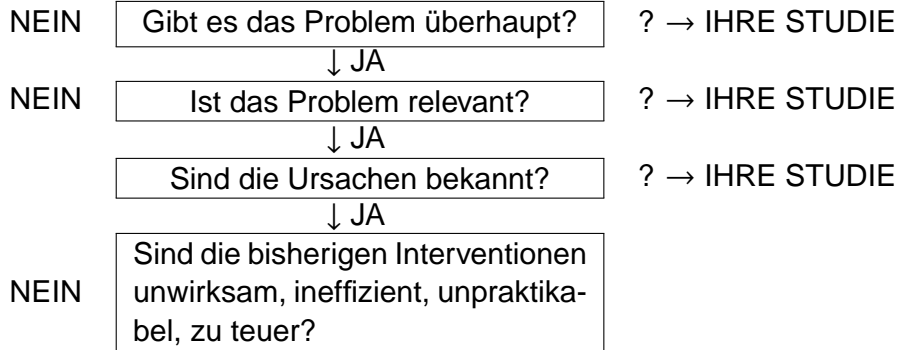 NEIN Gibt es das Problem überhaupt? ? → IHRE STUDIE
↓ JA
NEIN Ist das Problem relevant? ? → IHRE STUDIE
↓ JA
Sind die Ursachen bekannt? ? → IHRE STUDIE
↓ JA
Sind die bisherigen Interventionen
NEIN unwirksam, ineffizient, unpraktika-
bel, zu teuer?